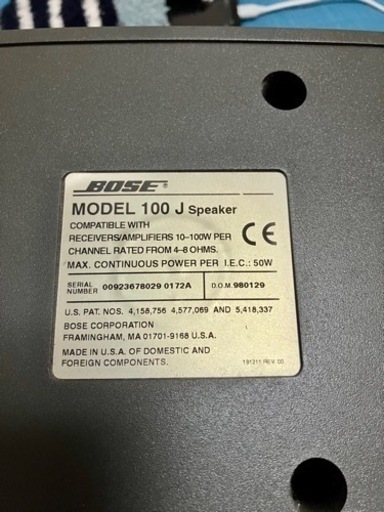 BOSE®
MODEL 100 J Speaker
COMPATIBLE WITH
RECEIVERS/AMPLIFIERS 10-100W PER
CHANNEL RATED FROM 4-8 OHMS.
CE
MAX. CONTINUOUS POWER PER I.E.C.: 50W
SERIAL NUMBER 00923678029 0172A D.O.M. 980129
U.S. PAT. NOS. 4,158,756 4,577,069 AND 5,418,337
BOSE CORPORATION
FRAMINGHAM, MA 01701-9168 U.S.A.
MADE IN U.S.A. OF DOMESTIC AND
FOREIGN COMPONENTS.
191211 REV. 00